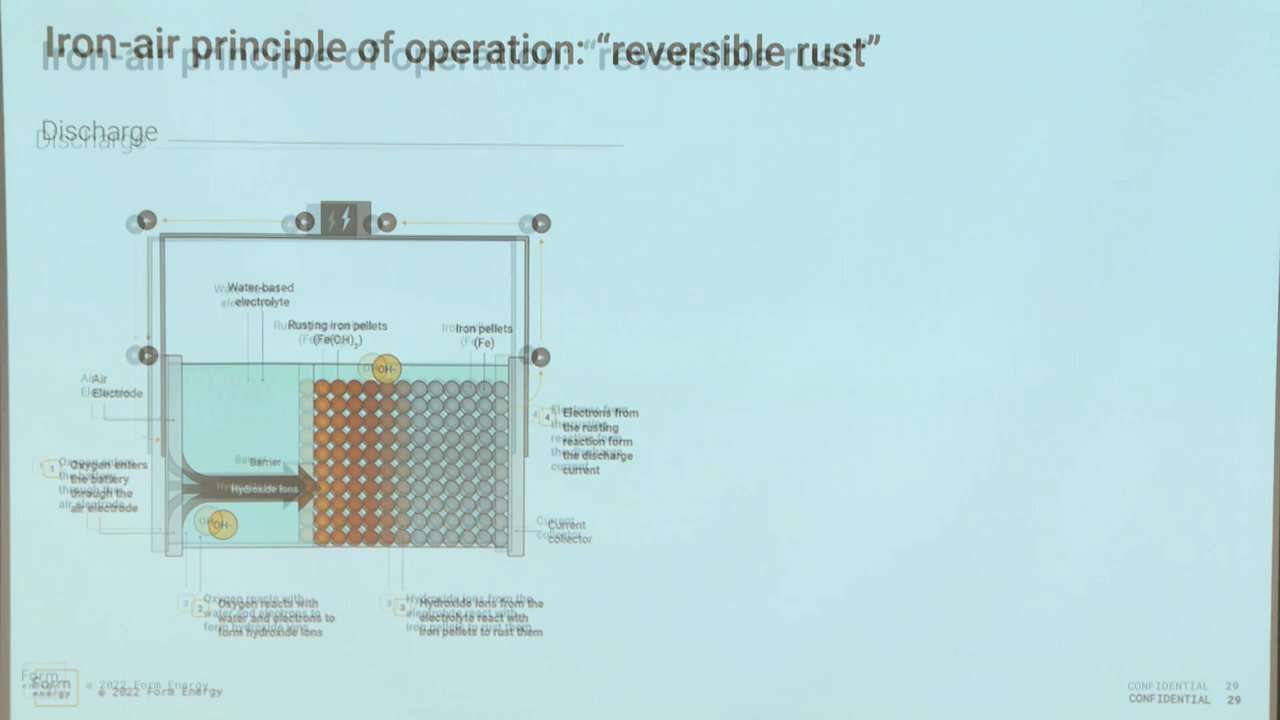 Iron-air principle of operation: “reversible rust”
Discharge
Water-based
electrolyte
Rusting iron pellets
(Fe(OH)2)
Iron pellets
(Fe)
OH-
Air
Electrode
4
Electrons from
the rusting
reaction form
the discharge
current
Barrier
1
Oxygen enters
the battery
through the
air electrode
Hydroxide Ions
OH-
Current
collector
2
Oxygen reacts with
water and electrons to
form hydroxide ions
3
Hydroxide ions from the
electrolyte react with
iron pellets to rust them
Form
energy
© 2022 Form Energy
CONFIDENTIAL 29